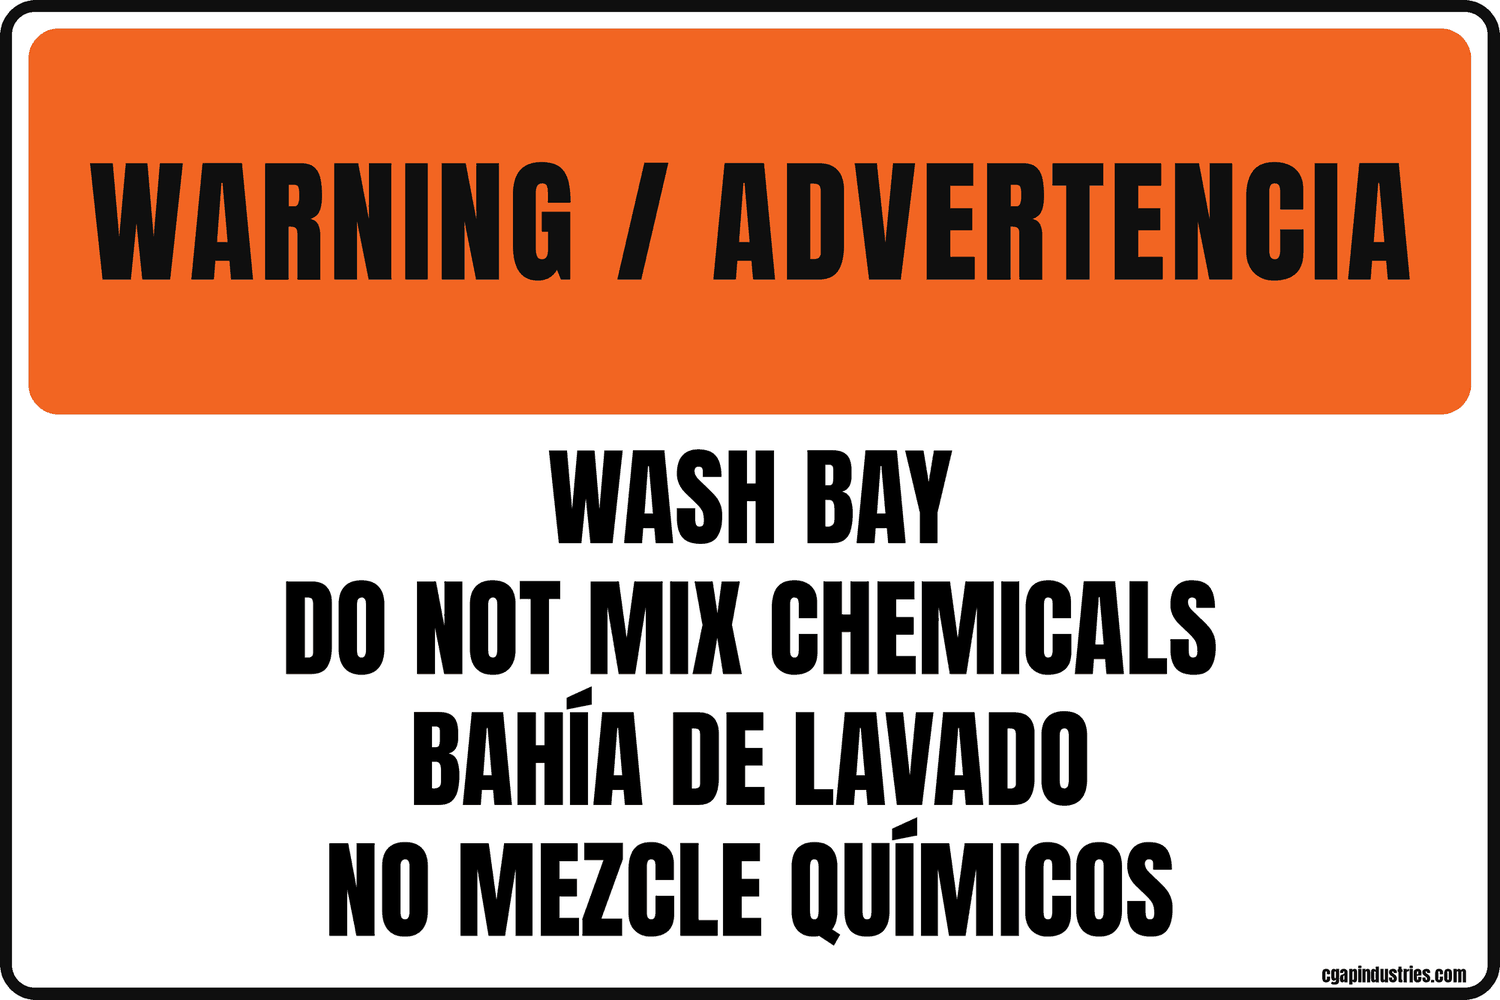 WARNING / ADVERTENCIA
WASH BAY
DO NOT MIX CHEMICALS
BAHÍA DE LAVADO
NO MEZCLE QUÍMICOS
cgapindustries.com